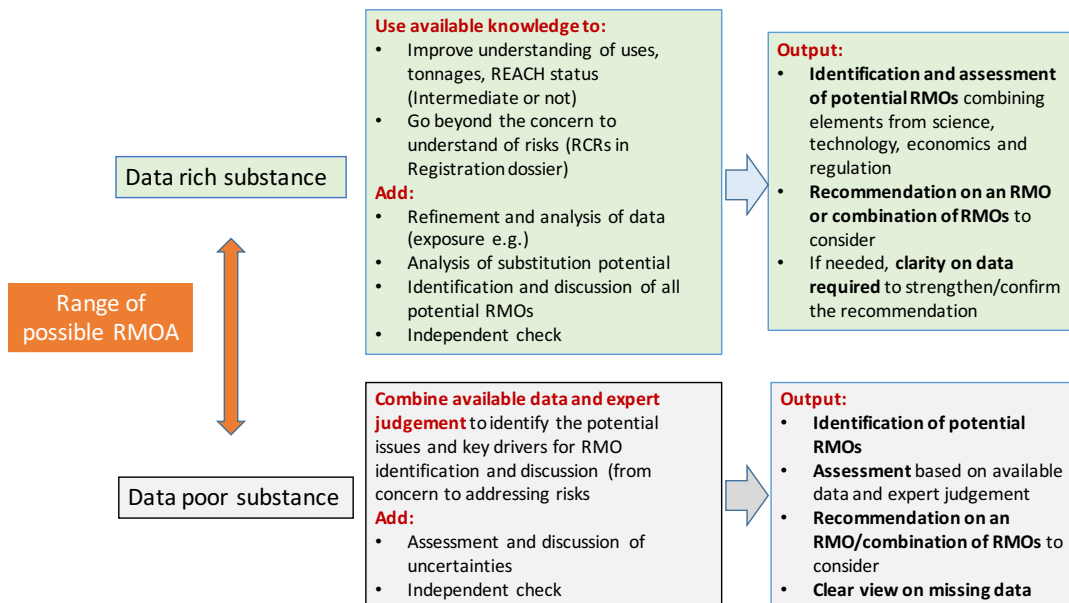 Range of
possible RMOA
Data rich substance
Use available knowledge to:
• Improve understanding of uses,
tonnages, REACH status
(Intermediate or not)
• Go beyond the concern to
understand of risks (RCRs in
Registration dossier)
Add:
• Refinement and analysis of data
(exposure e.g.)
• Analysis of substitution potential
• Identification and discussion of all
potential RMOs
• Independent check
Output:
• Identification and assessment
of potential RMOs combining
elements from science,
technology, economics and
regulation
• Recommendation on an RMO
or combination of RMOs to
consider
• If needed, clarity on data
required to strengthen/confirm
the recommendation
Data poor substance
Combine available data and expert
judgement to identify the potential
issues and key drivers for RMO
identification and discussion (from
concern to addressing risks
Add:
• Assessment and discussion of
uncertainties
• Independent check
Output:
• Identification of potential
RMOs
• Assessment based on available
data and expert judgement
• Recommendation on an
RMO/combination of RMOs to
consider
• Clear view on missing data